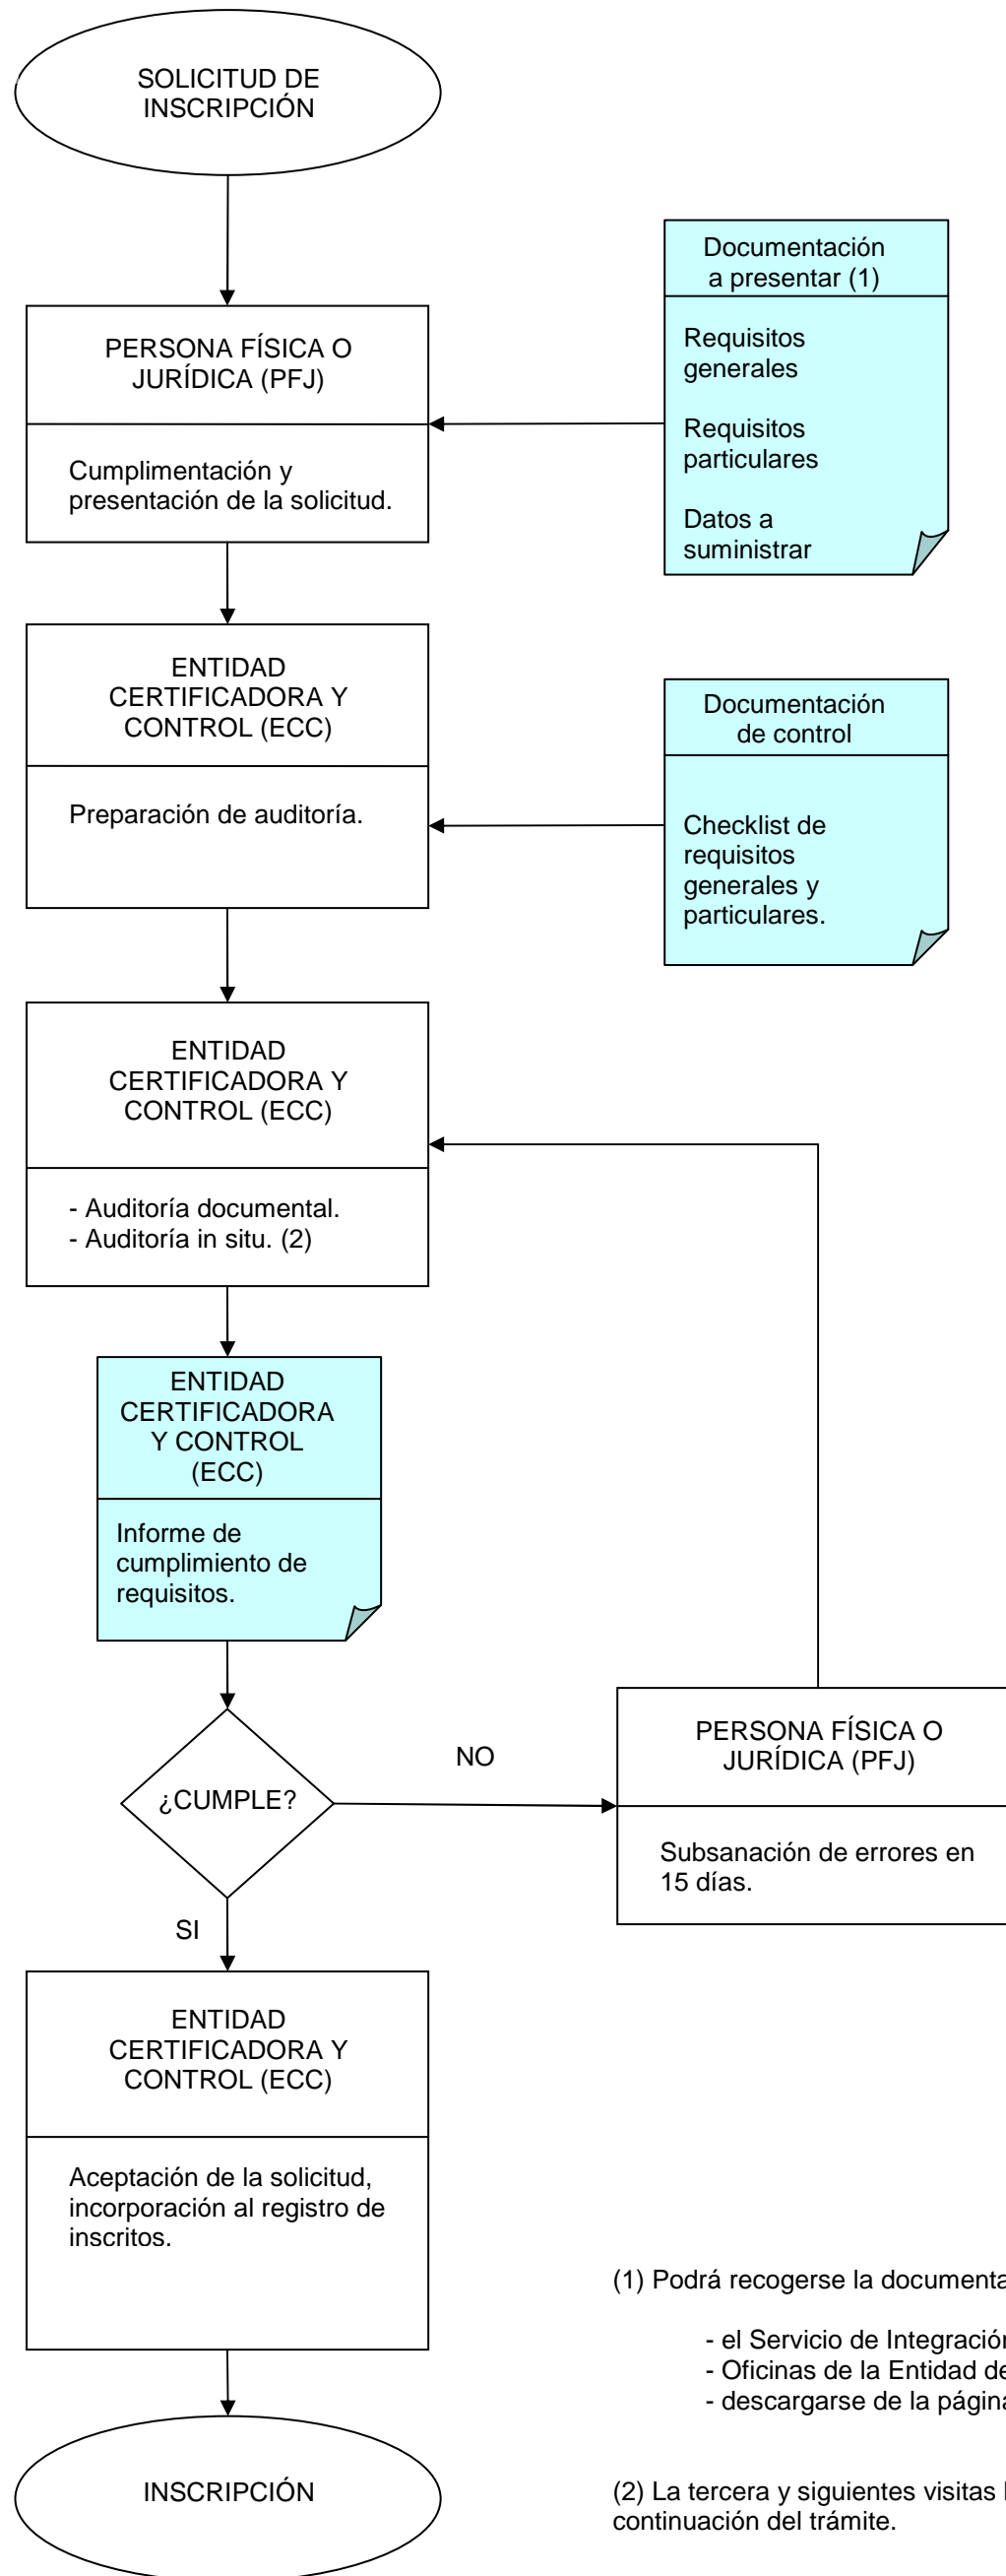 SOLICITUD DE
INSCRIPCIÓN
Documentación
a presentar (1)
Requisitos
generales
Requisitos
particulares
Datos a
suministrar
PERSONA FÍSICA O
JURÍDICA (PFJ)
Cumplimentación y
presentación de la solicitud.
ENTIDAD
CERTIFICADORA Y
CONTROL (ECC)
Preparación de auditoría.
Documentación
de control
Checklist de
requisitos
generales y
particulares.
ENTIDAD
CERTIFICADORA Y
CONTROL (ECC)
- Auditoría documental.
- Auditoría in situ. (2)
ENTIDAD
CERTIFICADORA
Y CONTROL
(ECC)
Informe de
cumplimiento de
requisitos.
¿CUMPLE?
NO
PERSONA FÍSICA O
JURÍDICA (PFJ)
Subsanación de errores en
15 días.
SI
ENTIDAD
CERTIFICADORA Y
CONTROL (ECC)
Aceptación de la solicitud,
incorporación al registro de
inscritos.
INSCRIPCIÓN
(1) Podrá recogerse la
- el Servicio de
- Oficinas de la Entidad
- descargarse de la
(2) La tercera y siguientes visitas
continuación del trámite.